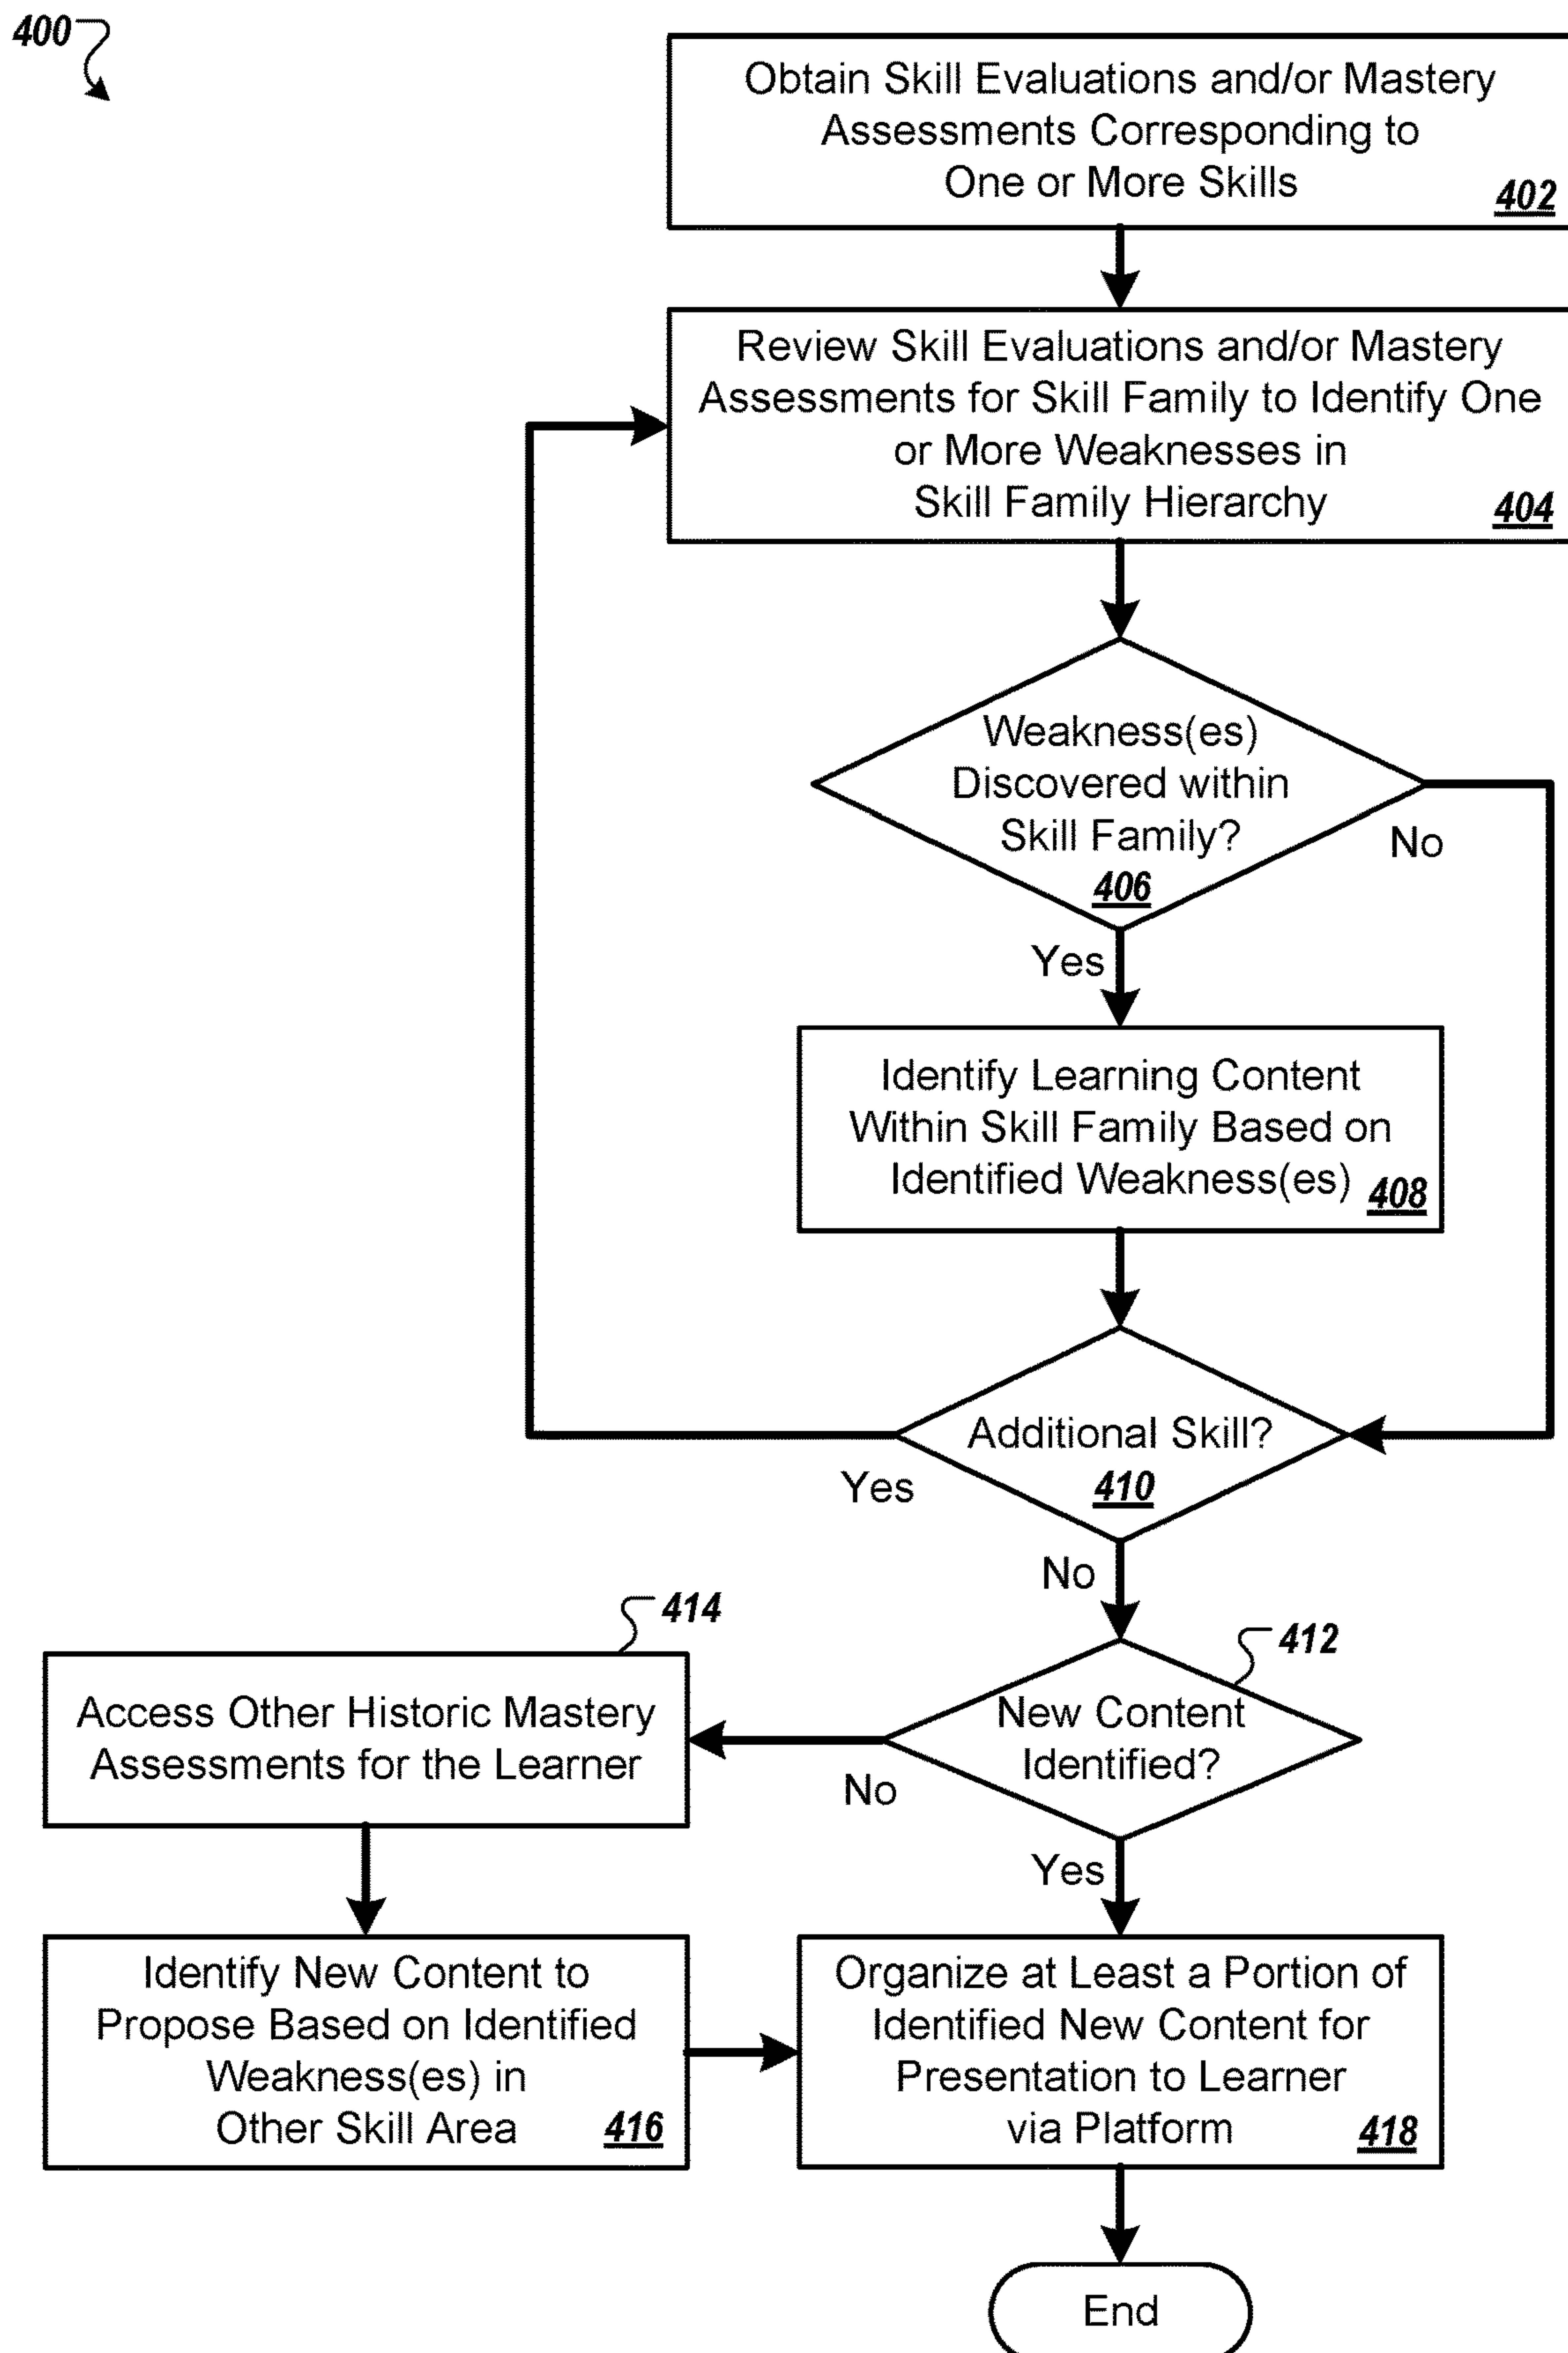 400
Obtain Skill Evaluations and/or Mastery
Assessments Corresponding to
One or More Skills
402
Review Skill Evaluations and/or Mastery
Assessments for Skill Family to Identify One
or More Weaknesses in
Skill Family Hierarchy
404
Weakness(es)
Discovered within
Skill Family?
406
No
Yes
Identify Learning Content
Within Skill Family Based on
Identified Weakness(es)
408
Additional Skill?
410
Yes
No
414
412
Access Other Historic Mastery
Assessments for the Learner
New Content
Identified?
No
Yes
Identify New Content to
Propose Based on Identified
Weakness(es) in
Other Skill Area
416
Organize at Least a Portion of
Identified New Content for
Presentation to Learner
via Platform
418
End